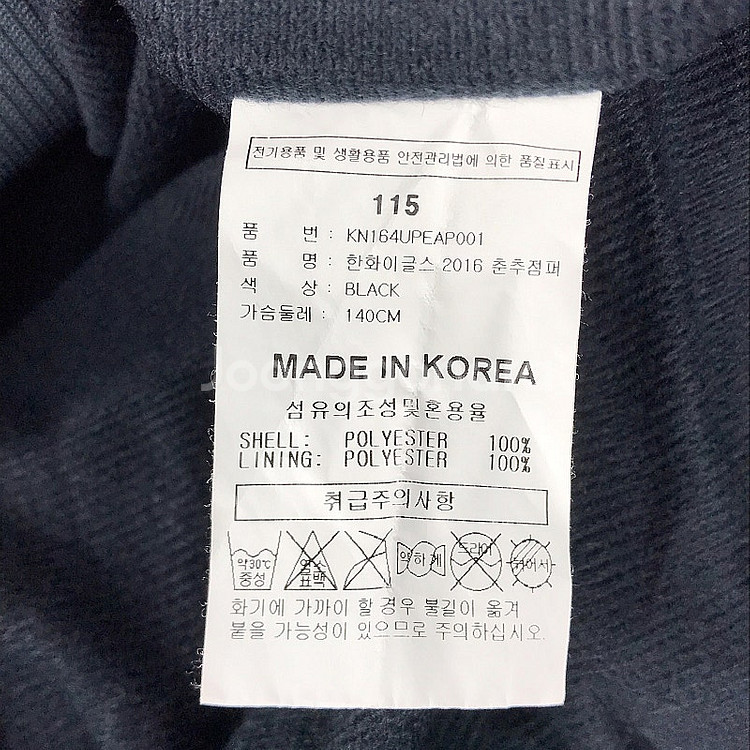 전기용품 및 생활용품 안전관리법에 의한 품질표시
115
품 번 : KN164UPEAP001
품 명 : 한화이글스 2016 춘추점퍼
색 상 : BLACK
가슴둘레 : 140CM
MADE IN KOREA
섬유의조성및혼용율
SHELL: POLYESTER 100%
LINING: POLYESTER 100%
취급주의사항
약30℃ 염소 약하게 드라이 뉘어서
중성 표백
화기에 가까이 할 경우 불길이 옮겨
붙을 가능성이 있으므로 주의하십시오.